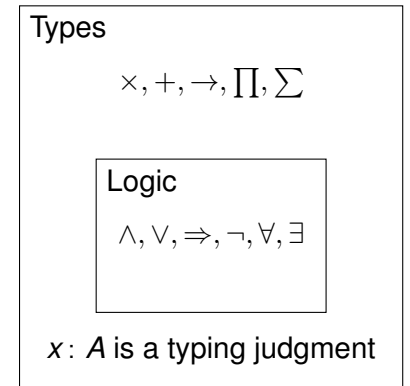 Types
×, +, →, ∏, ∑
Logic
∧, ∨, ⇒, ¬, ∀, ∃
x : A is a typing judgment